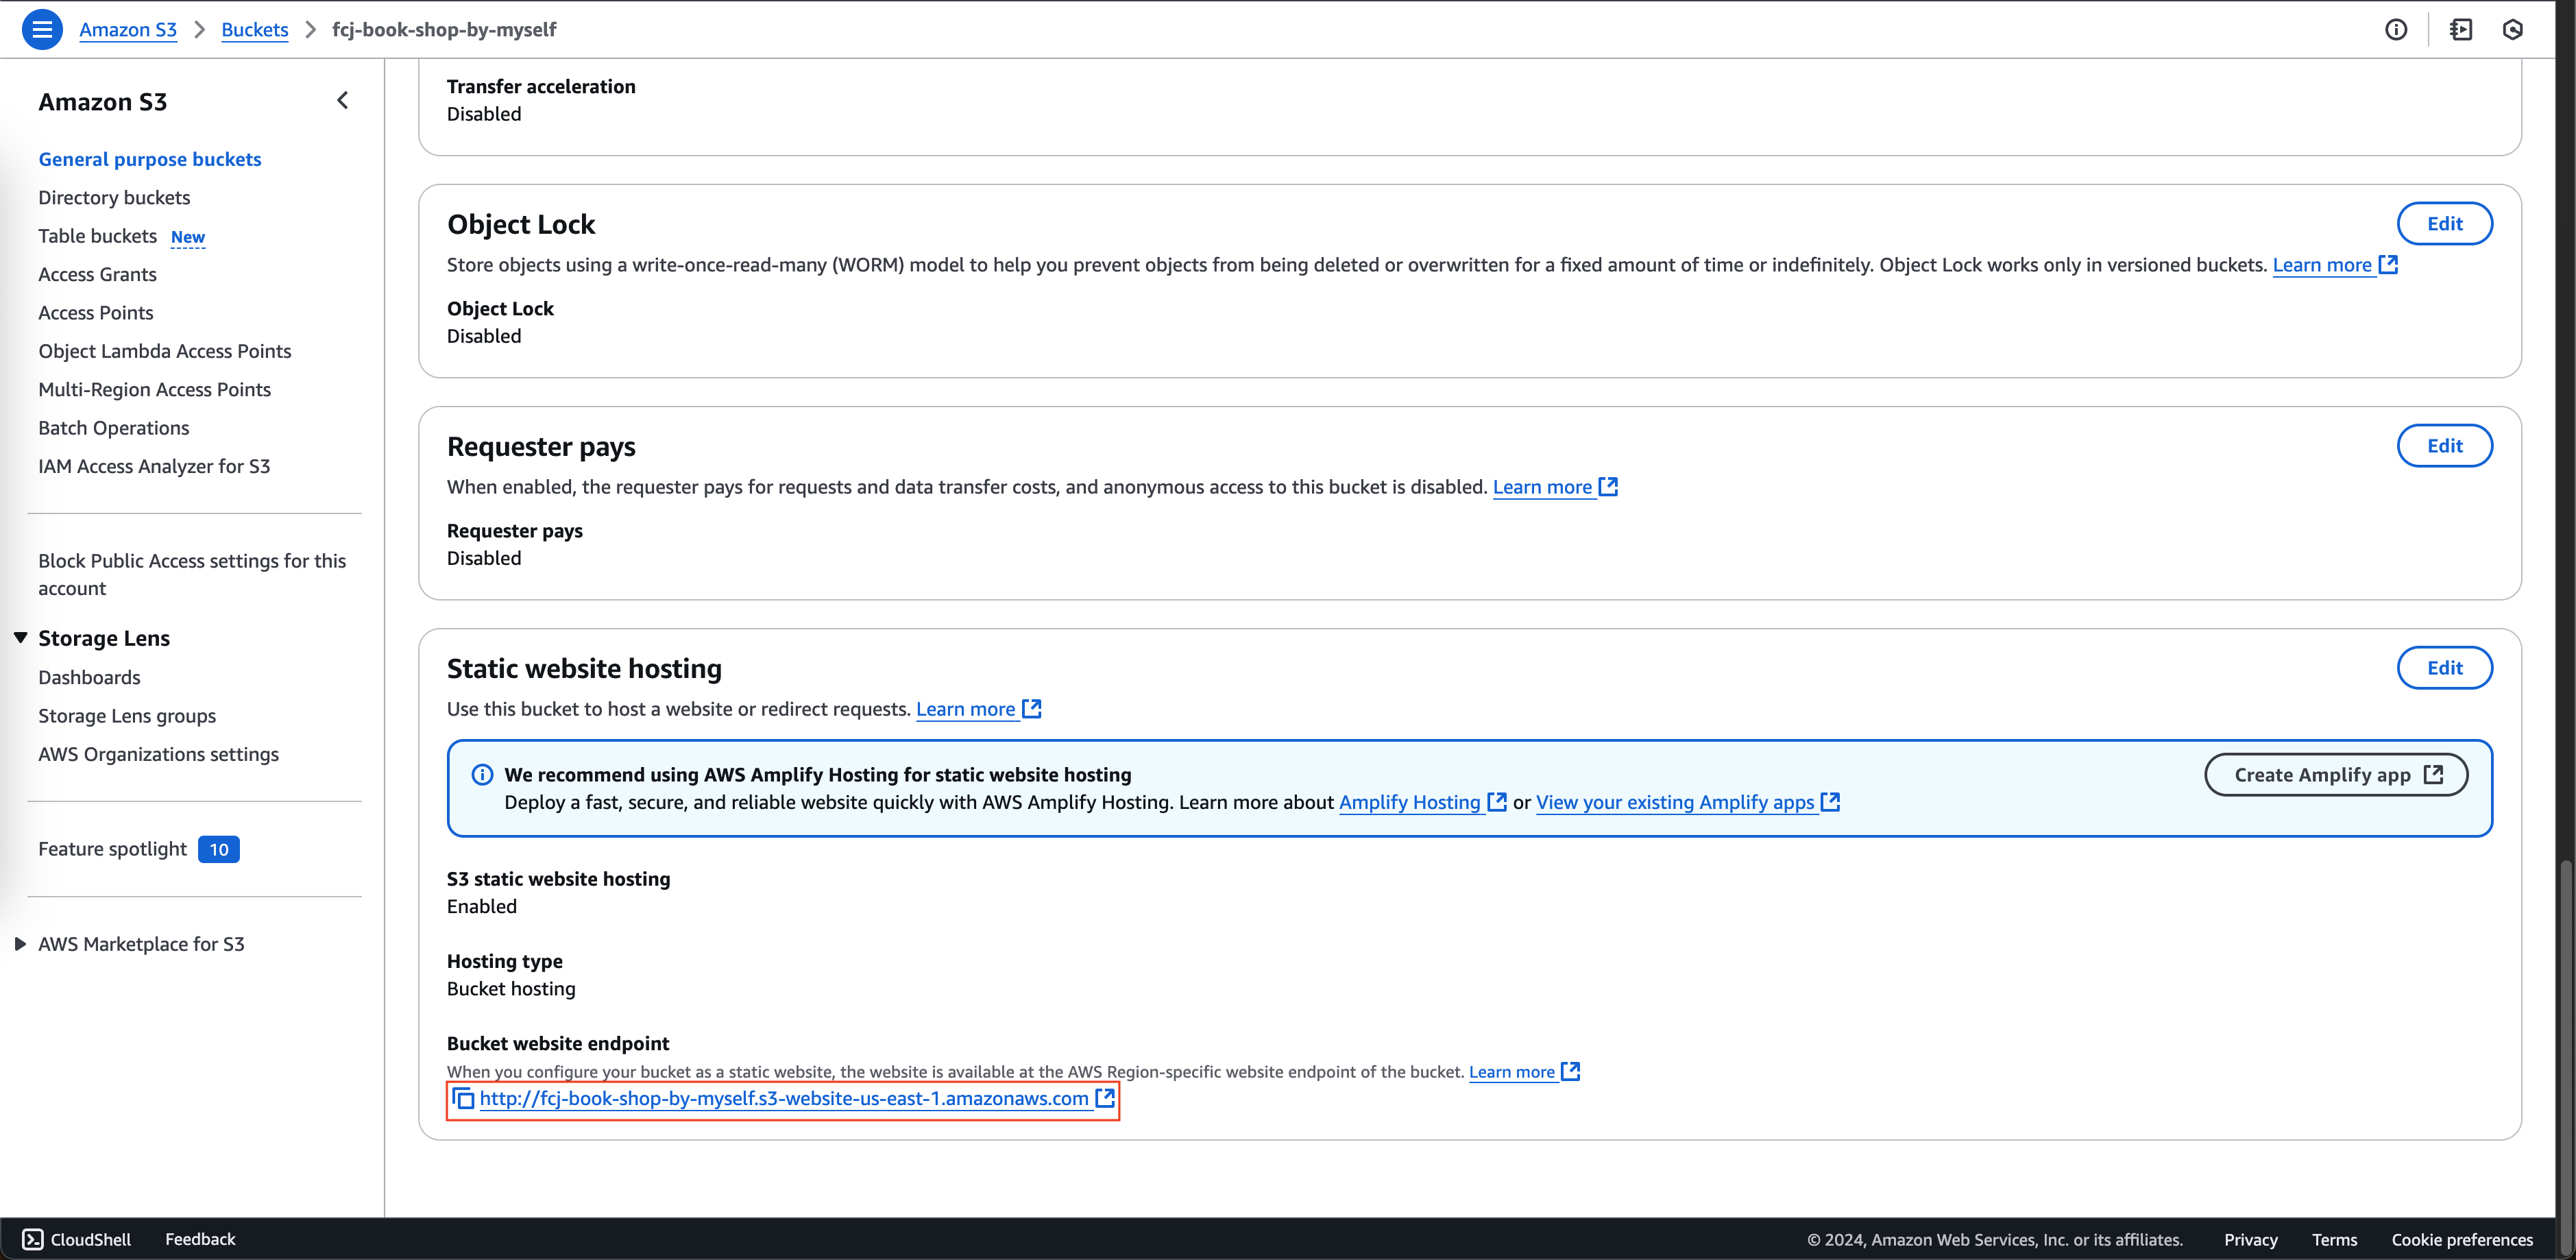 Amazon S3 > Buckets > fcj-book-shop-by-myself
Amazon S3
General purpose buckets
Directory buckets
Table buckets New
Access Grants
Access Points
Object Lambda Access Points
Multi-Region Access Points
Batch Operations
IAM Access Analyzer for S3
Block Public Access settings for this
account
Storage Lens
Dashboards
Storage Lens groups
AWS Organizations settings
Feature spotlight 10
AWS Marketplace for S3
Transfer acceleration
Disabled
Object Lock
Edit
Store objects using a write-once-read-many (WORM) model to help you prevent objects from being deleted or overwritten for a fixed amount of time or indefinitely. Object Lock works only in versioned buckets. Learn more
Object Lock
Disabled
Requester pays
Edit
When enabled, the requester pays for requests and data transfer costs, and anonymous access to this bucket is disabled. Learn more
Requester pays
Disabled
Static website hosting
Edit
Use this bucket to host a website or redirect requests. Learn more
We recommend using AWS Amplify Hosting for static website hosting
Create Amplify app
Deploy a fast, secure, and reliable website quickly with AWS Amplify Hosting. Learn more about Amplify Hosting or View your existing Amplify apps
S3 static website hosting
Enabled
Hosting type
Bucket hosting
Bucket website endpoint
When you configure your bucket as a static website, the website is available at the AWS Region-specific website endpoint of the bucket. Learn more
http://fcj-book-shop-by-myself.s3-website-us-east-1.amazonaws.com
CloudShell Feedback © 2024, Amazon Web Services, Inc. or its affiliates. Privacy Terms Cookie preferences